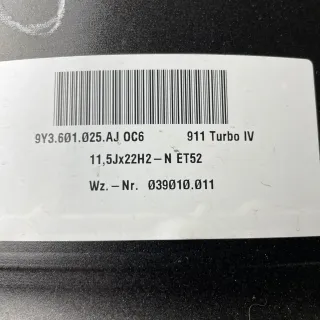 9Y3.601.025.AJ OC6 911 Turbo IV
11,5Jx22H2-N ET52
Wz.-Nr. 039010.011